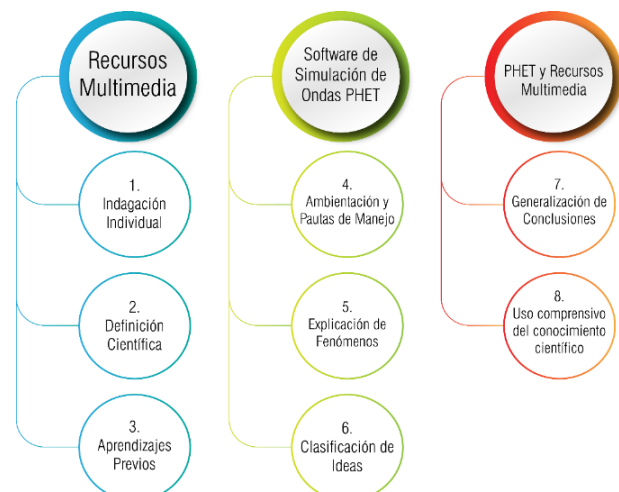 Recursos
Multimedia
1.
Indagación
Individual
2.
Definición
Científica
3.
Aprendizajes
Previos
Software de
Simulación de
Ondas PHET
4.
Ambientación y
Pautas de Manejo
5.
Explicación de
Fenómenos
6.
Clasificación de
Ideas
PHET y Recursos
Multimedia
7.
Generalización de
Conclusiones
8.
Uso comprensivo
del conocimiento
científico